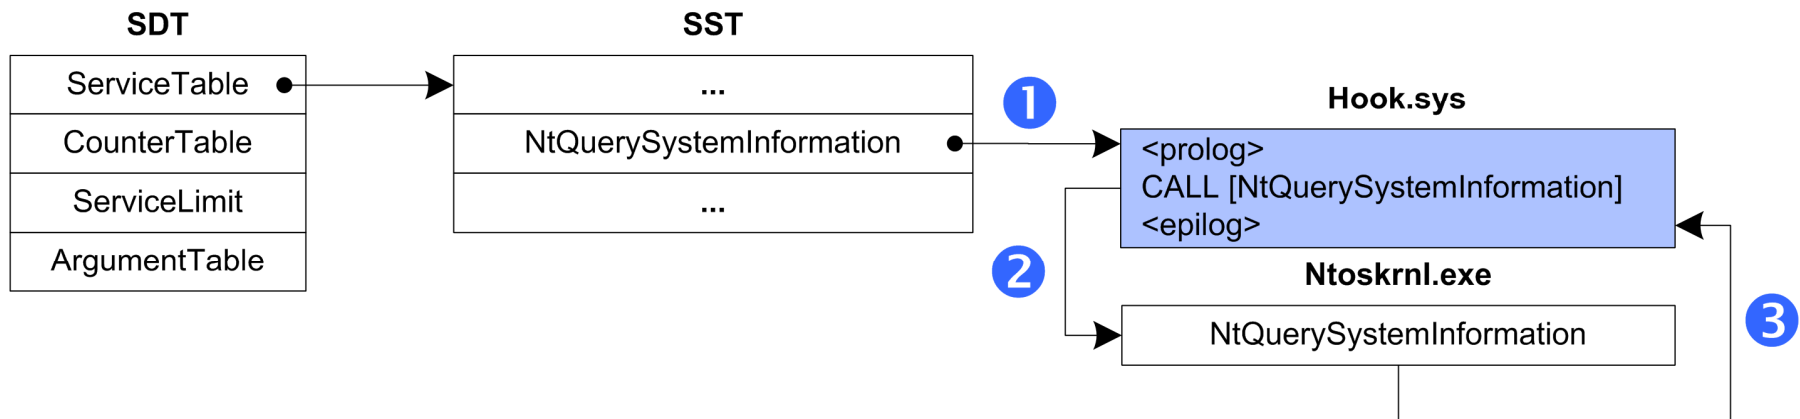 SDT
ServiceTable
CounterTable
ServiceLimit
ArgumentTable
SST
...
NtQuerySystemInformation
...
1
Hook.sys
<prolog>
CALL [NtQuerySystemInformation]
<epilog>
2
Ntoskrnl.exe
NtQuerySystemInformation
3